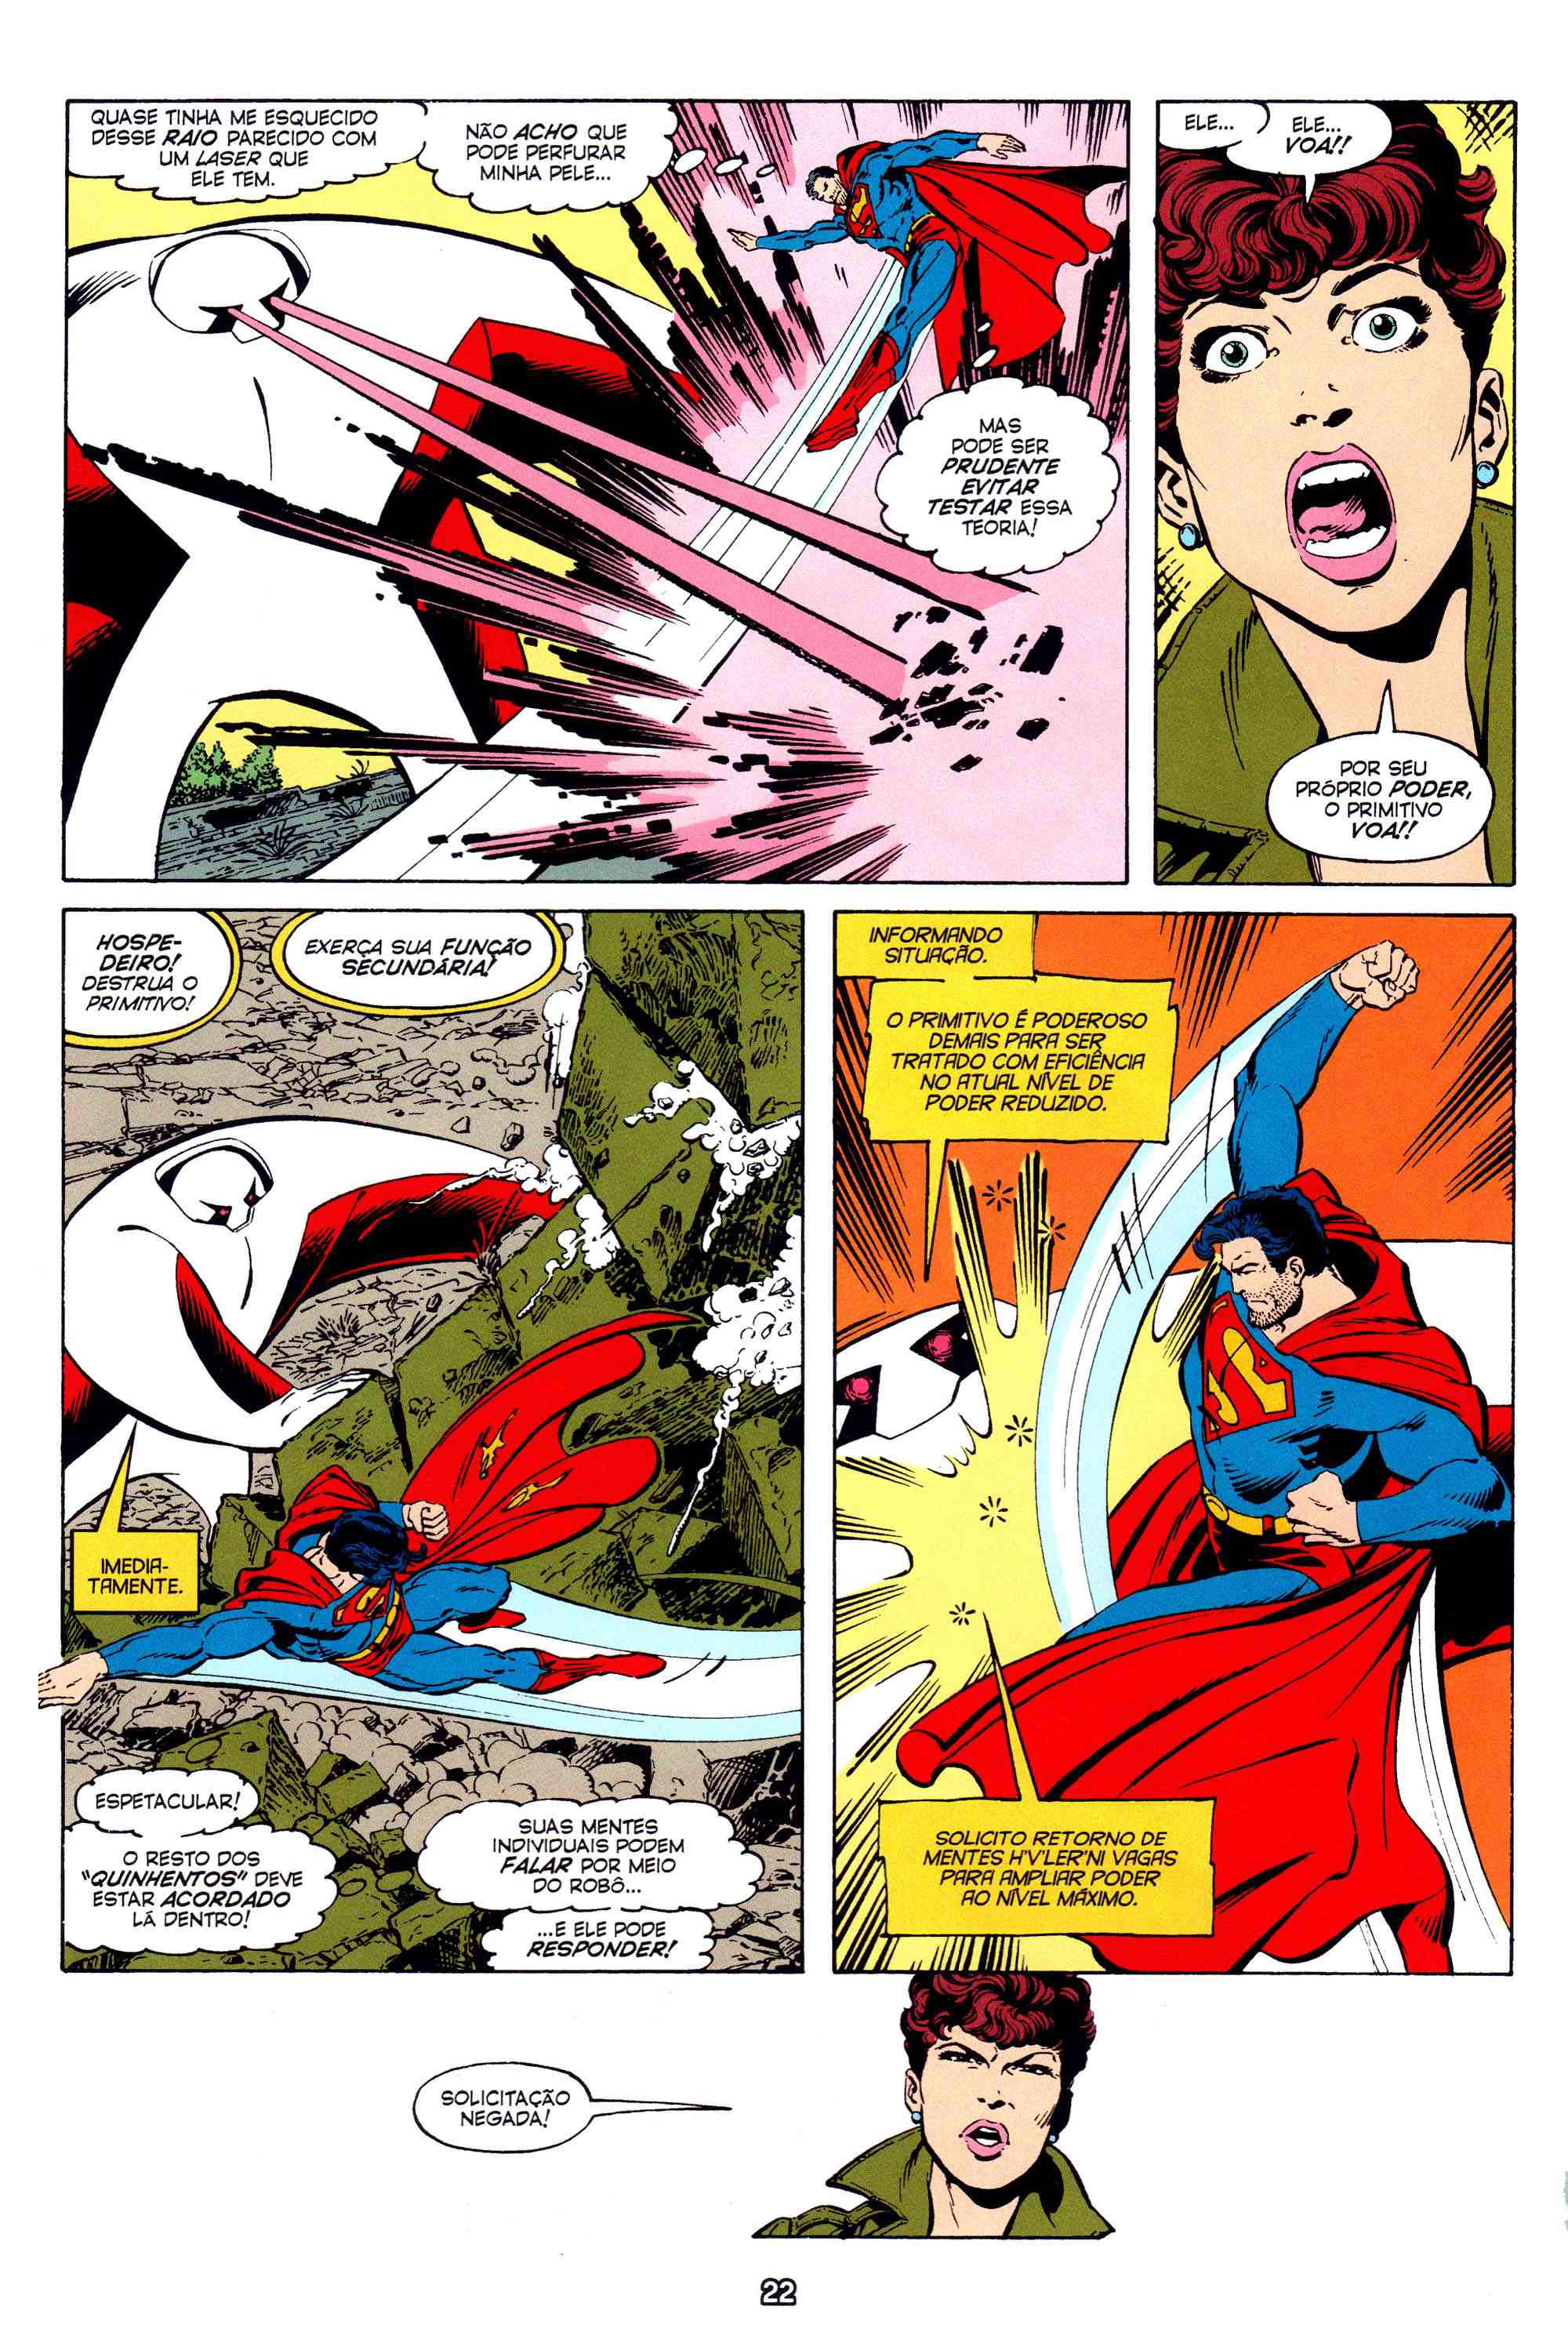 QUASE TINHA ME ESQUECIDO
DESSE RAIO PARECIDO COM
UM LASER QUE
ELE TEM.
NÃO ACHO QUE
PODE PERFURAR
MINHA PELE...
MAS
PODE SER
PRUDENTE
EVITAR
TESTAR ESSA
TEORIA!
ELE...
ELE...
VOA!!
POR SEU
PRÓPRIO PODER,
O PRIMITIVO
VOA!!
HOSPE-
DEIRO!
DESTRUA O
PRIMITIVO!
EXERÇA SUA FUNÇÃO
SECUNDÁRIA!
IMEDIA-
TAMENTE.
ESPETACULAR!
O RESTO DOS
"QUINHENTOS" DEVE
ESTAR ACORDADO
LÁ DENTRO!
SUAS MENTES
INDIVIDUAIS PODEM
FALAR POR MEIO
DO ROBÔ...
...E ELE PODE
RESPONDER!
INFORMANDO
SITUAÇÃO.
O PRIMITIVO É PODEROSO
DEMAIS PARA SER
TRATADO COM EFICIÊNCIA
NO ATUAL NÍVEL DE
PODER REDUZIDO.
SOLICITO RETORNO DE
MENTES H'V'LER'NI VAGAS
PARA AMPLIAR PODER
AO NÍVEL MÁXIMO.
SOLICITAÇÃO
NEGADA!
22